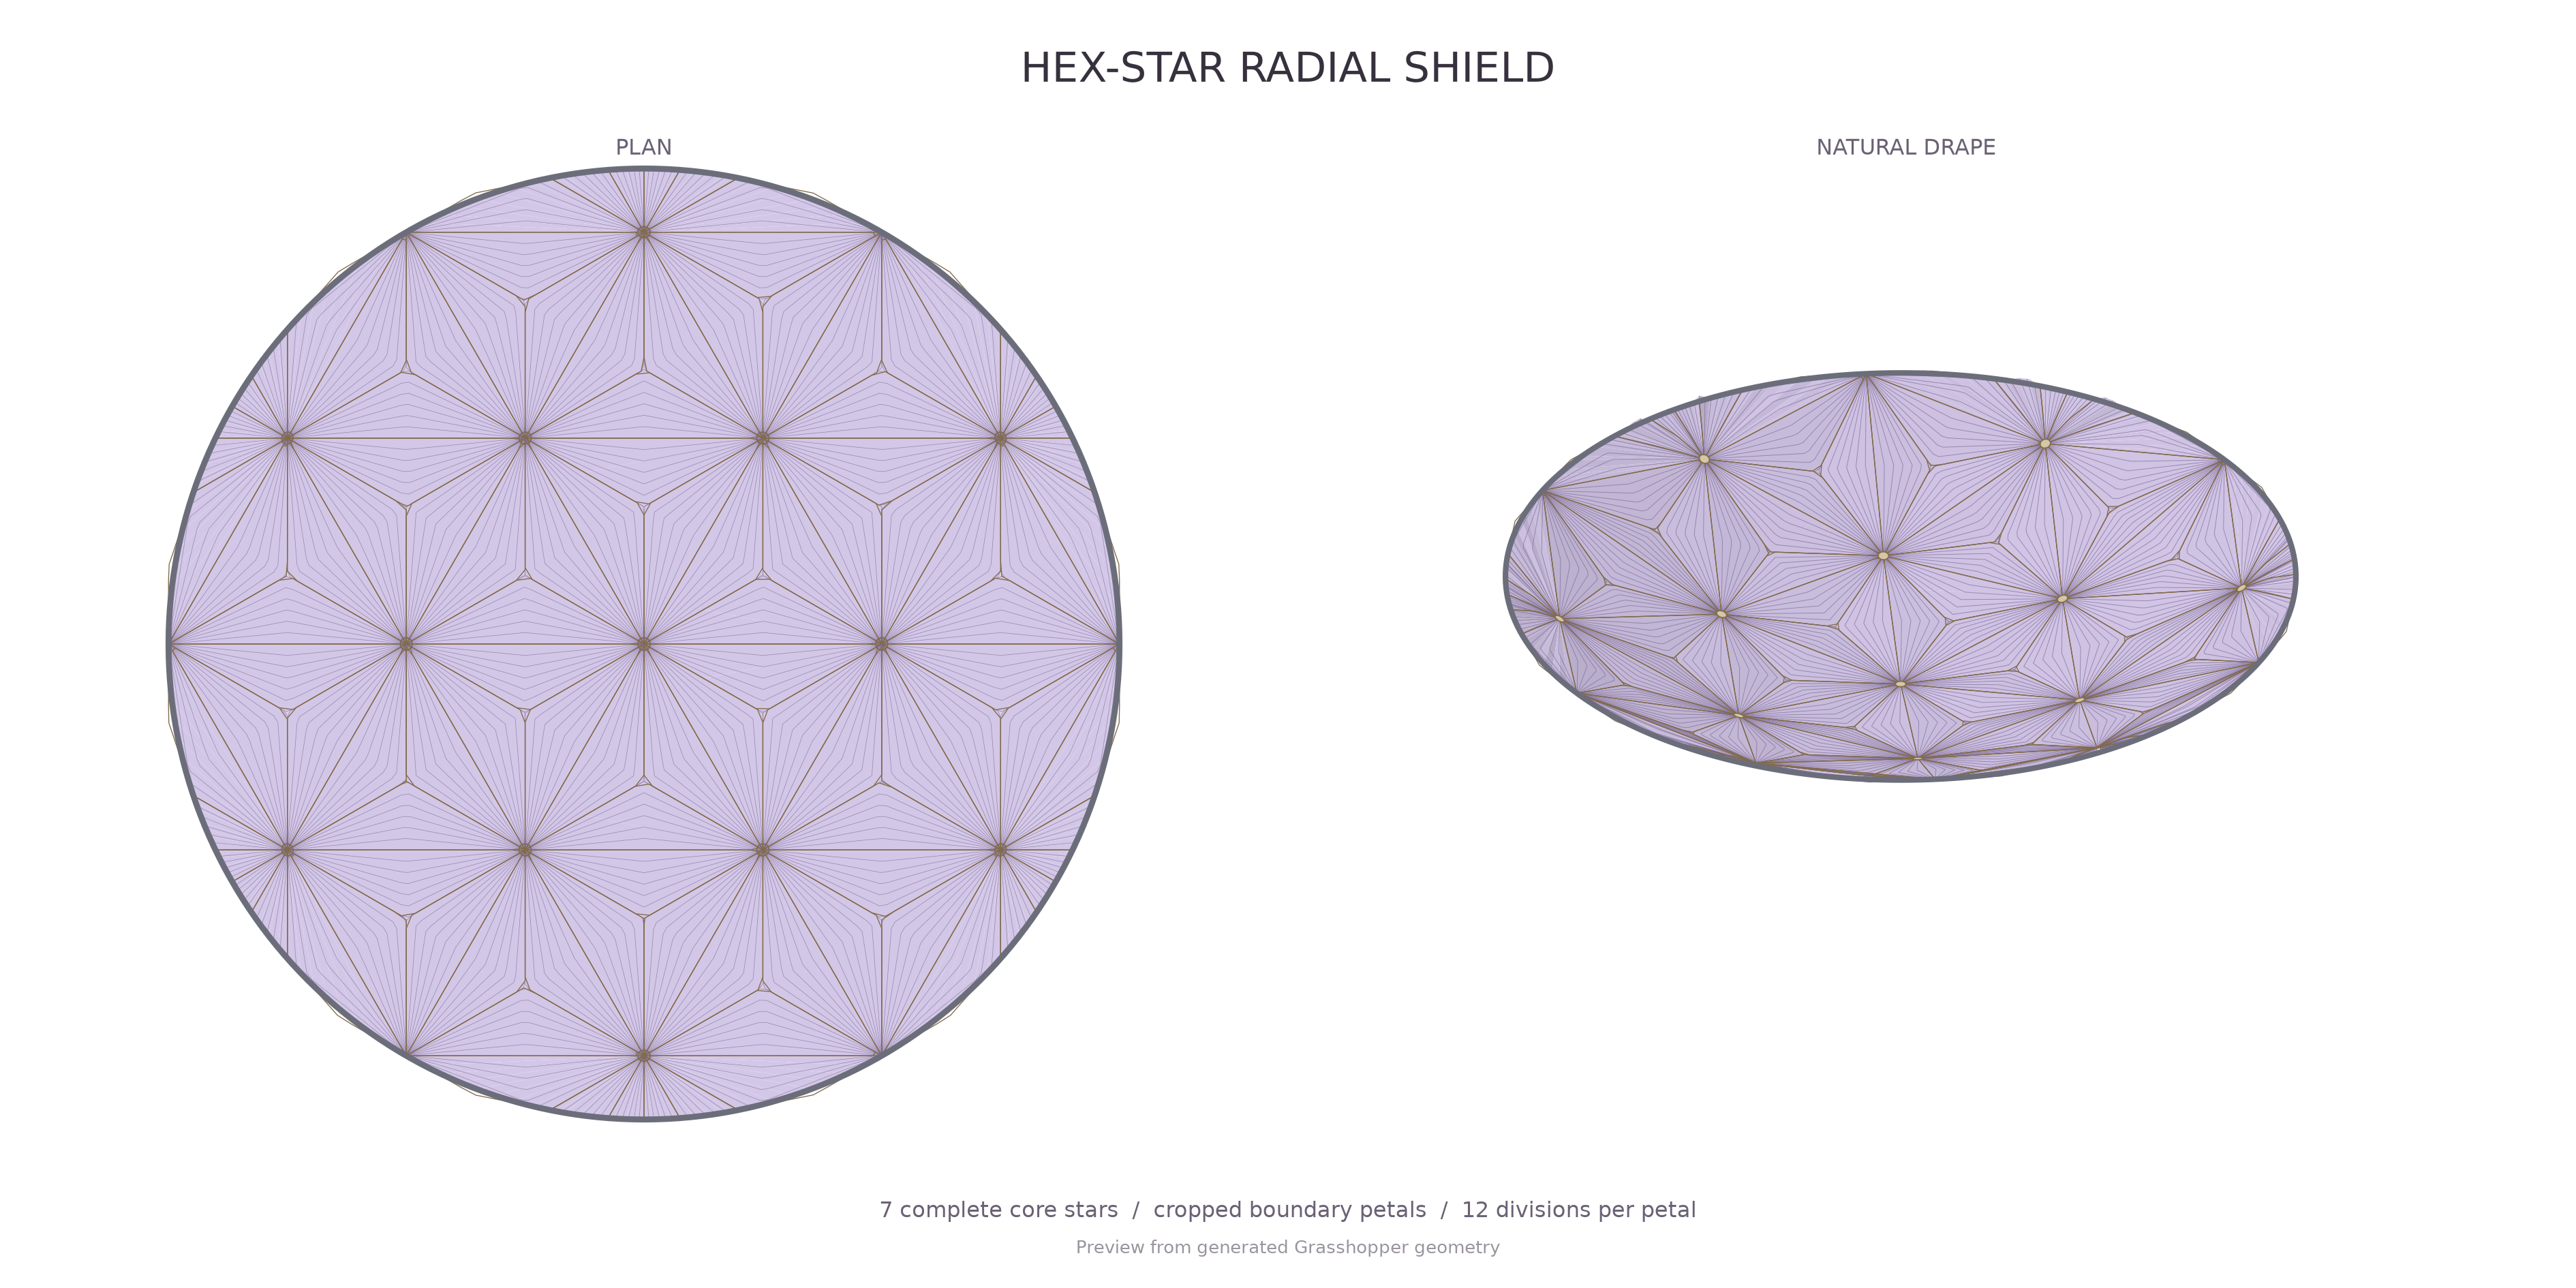 HEX-STAR RADIAL SHIELD
PLAN
NATURAL DRAPE
7 complete core stars / cropped boundary petals / 12 divisions per petal
Preview from generated Grasshopper geometry